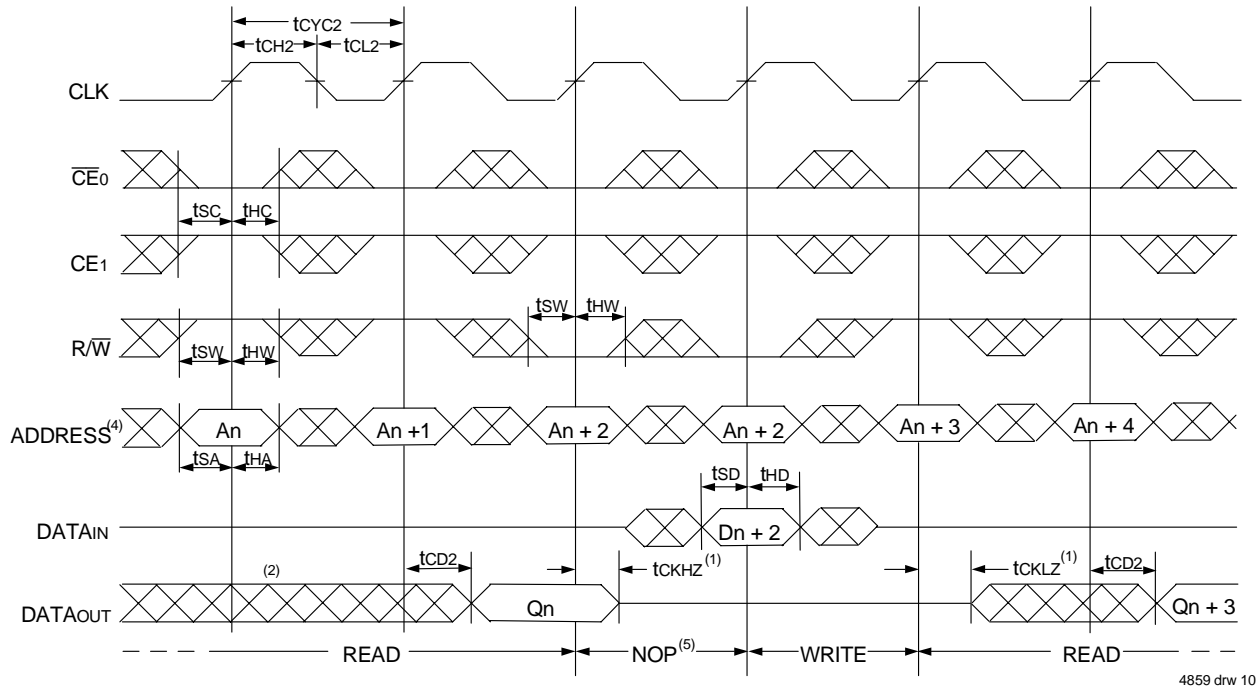 tCYC2
tCH2 tCL2
CLK
CE0
tSC tHC
CE1
tSW tHW
R/W
tSW tHW
ADDRESS(4) An An +1 An + 2 An + 2 An + 3 An + 4
tSA tHA
tSD tHD
DATAIN Dn + 2
(2) tCD2 tCKHZ(1) tCKLZ(1) tCD2
DATAOUT Qn Qn + 3
READ NOP(5) WRITE READ
4859 drw 10